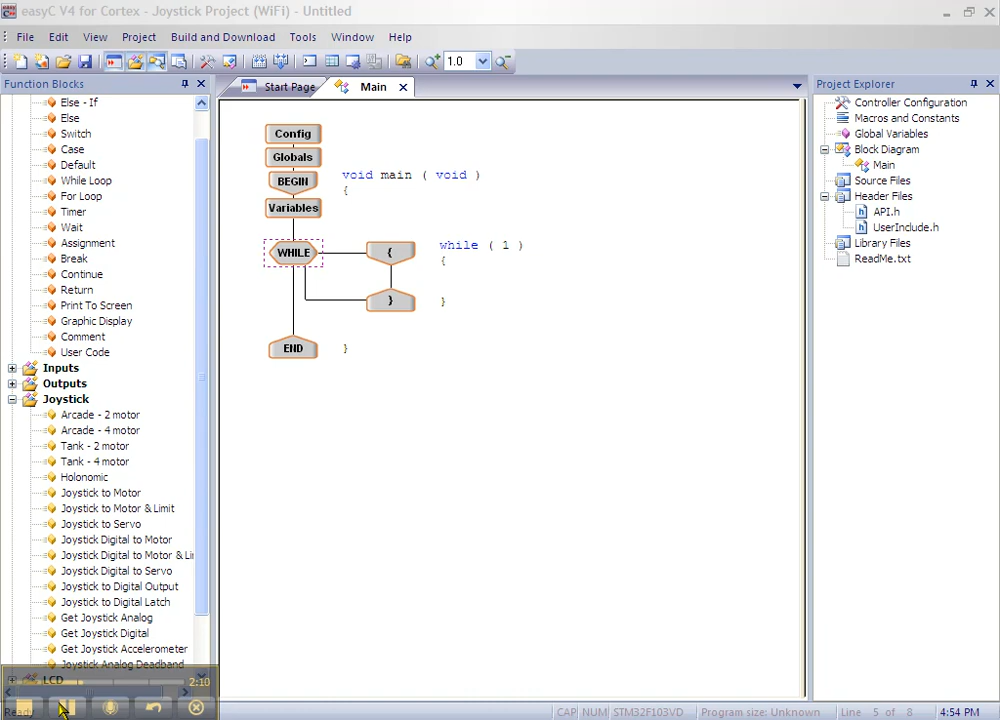 easyC V4 for Cortex - Joystick Project (WiFi) - Untitled
File Edit View Project Build and Download Tools Window Help
1.0
Function Blocks
Start Page
Main
Project Explorer
Else - If
Else
Switch
Case
Default
While Loop
For Loop
Timer
Wait
Assignment
Break
Continue
Return
Print To Screen
Graphic Display
Comment
User Code
Inputs
Outputs
Joystick
Arcade - 2 motor
Arcade - 4 motor
Tank - 2 motor
Tank - 4 motor
Holonomic
Joystick to Motor
Joystick to Motor & Limit
Joystick to Servo
Joystick Digital to Motor
Joystick Digital to Motor & Li
Joystick Digital to Servo
Joystick to Digital Output
Joystick to Digital Latch
Get Joystick Analog
Get Joystick Digital
Get Joystick Accelerometer
Joystick Analog Deadband
LCD
2:10
Config
Globals
BEGIN
void main ( void )
{
Variables
WHILE
{
while ( 1 )
{
}
}
END
}
Controller Configuration
Macros and Constants
Global Variables
Block Diagram
Main
Source Files
Header Files
API.h
UserInclude.h
Library Files
ReadMe.txt
CAP NUM STM32F103VD Program size: Unknown Line 5 of 8 4:54 PM